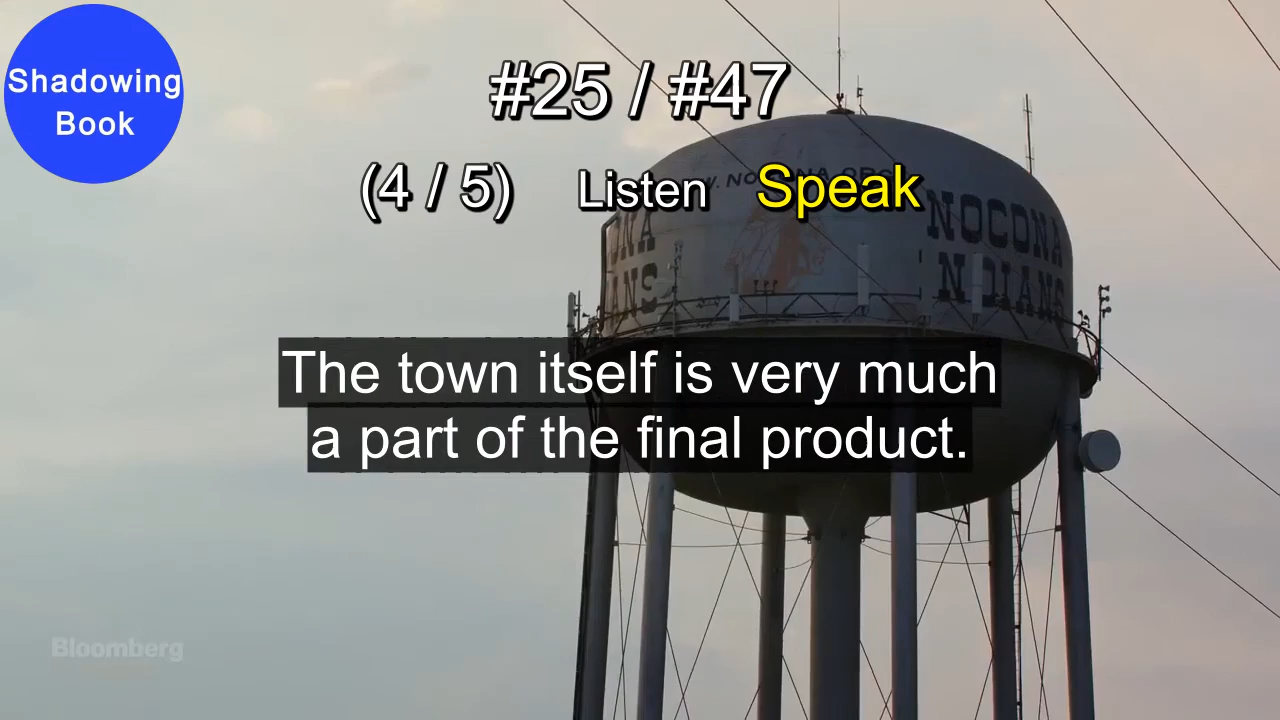 Shadowing
Book
#25 / #47
(4 / 5) Listen Speak
NOCONA
INDIANS
The town itself is very much
a part of the final product.
Bloomberg